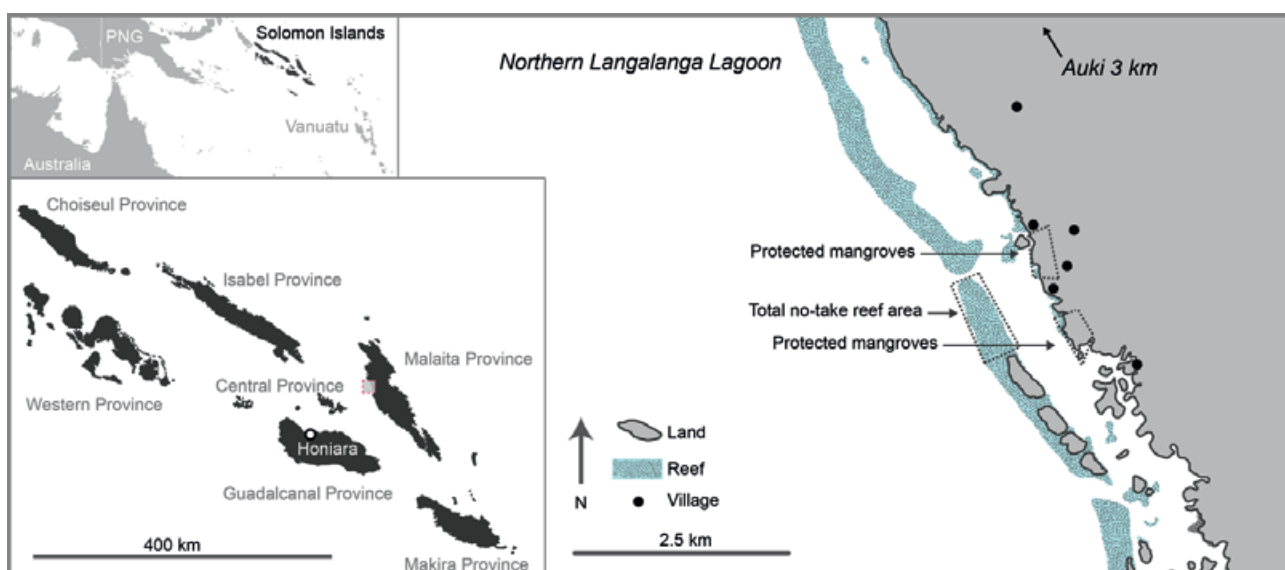 PNG
Solomon Islands
Vanuatu
Australia
Choiseul Province
Isabel Province
Malaita Province
Central Province
Western Province
Honiara
Guadalcanal Province
400 km
Makira Province
Northern Langalanga Lagoon
Auki 3 km
Protected mangroves
Total no-take reef area
Protected mangroves
Land
Reef
Village
N
2.5 km